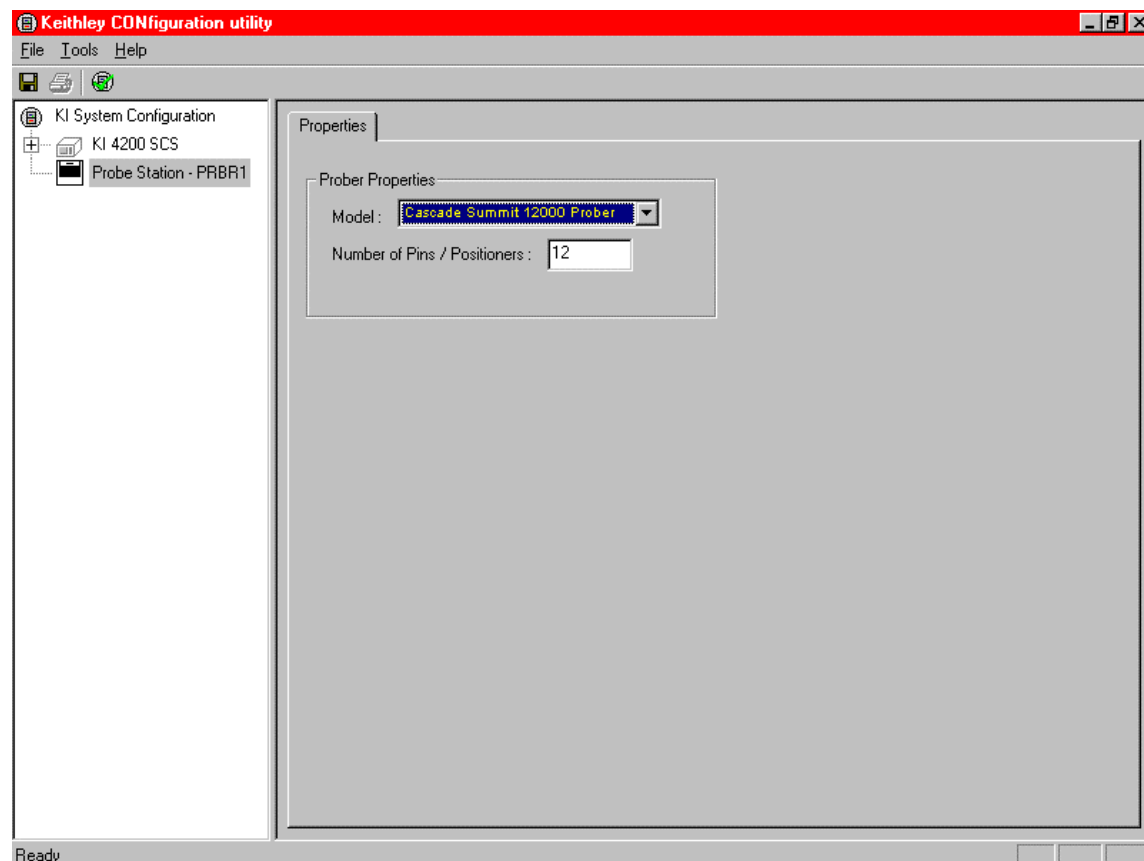 Keithley CONfiguration utility
File Tools Help
KI System Configuration
KI 4200 SCS
Probe Station - PRBR1
Properties
Prober Properties
Model : Cascade Summit 12000 Prober
Number of Pins / Positioners : 12
Ready